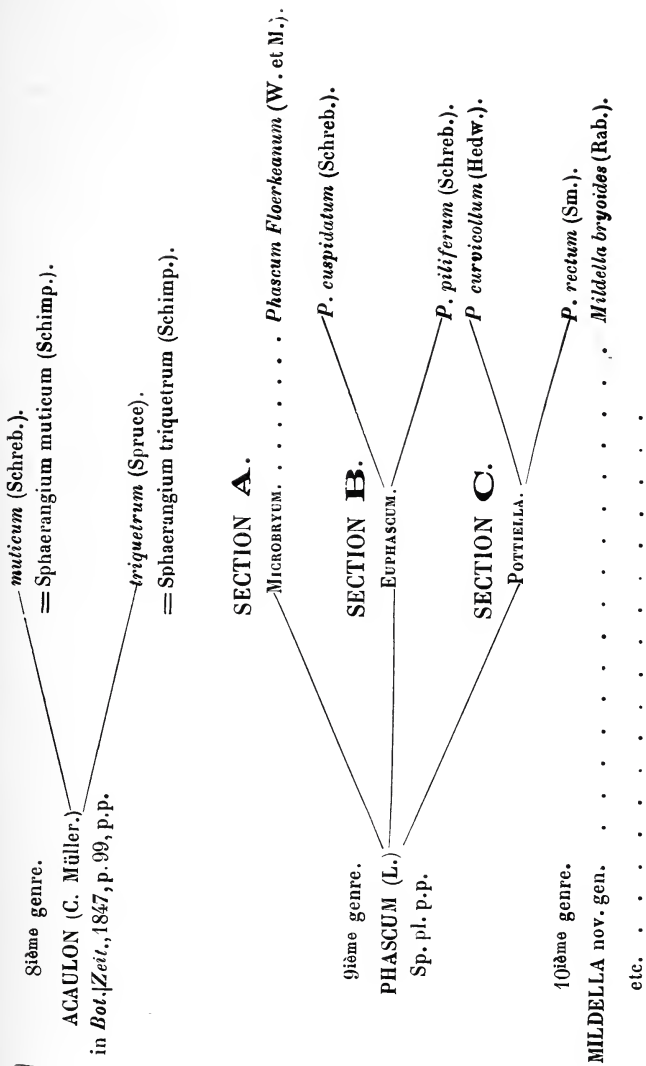 8ième genre.
ACAULON (C. Müller.)
in Bot. Zeit., 1847, p. 99, p.p.
muticum (Schreb.).
= Sphaerangium muticum (Schimp.).
triquetrum (Spruce).
= Sphaerangium triquetrum (Schimp.).
9ième genre.
PHASCUM (L.)
Sp. pl. p.p.
SECTION A.
MICROBRYUM. . . . . . . . Phascum Floerkeanum (W. et M.).
SECTION B.
EUPHASCUM.
P. cuspidatum (Schreb.).
P. piliferum (Schreb.).
SECTION C.
POTTIELLA.
P curvicollum (Hedw.).
P. rectum (Sm.).
10ième genre.
MILDELLA nov. gen. . . . . . . . . . . . . . . . Mildella bryoides (Rab.).
etc. . . . . . . . . . . . . . .